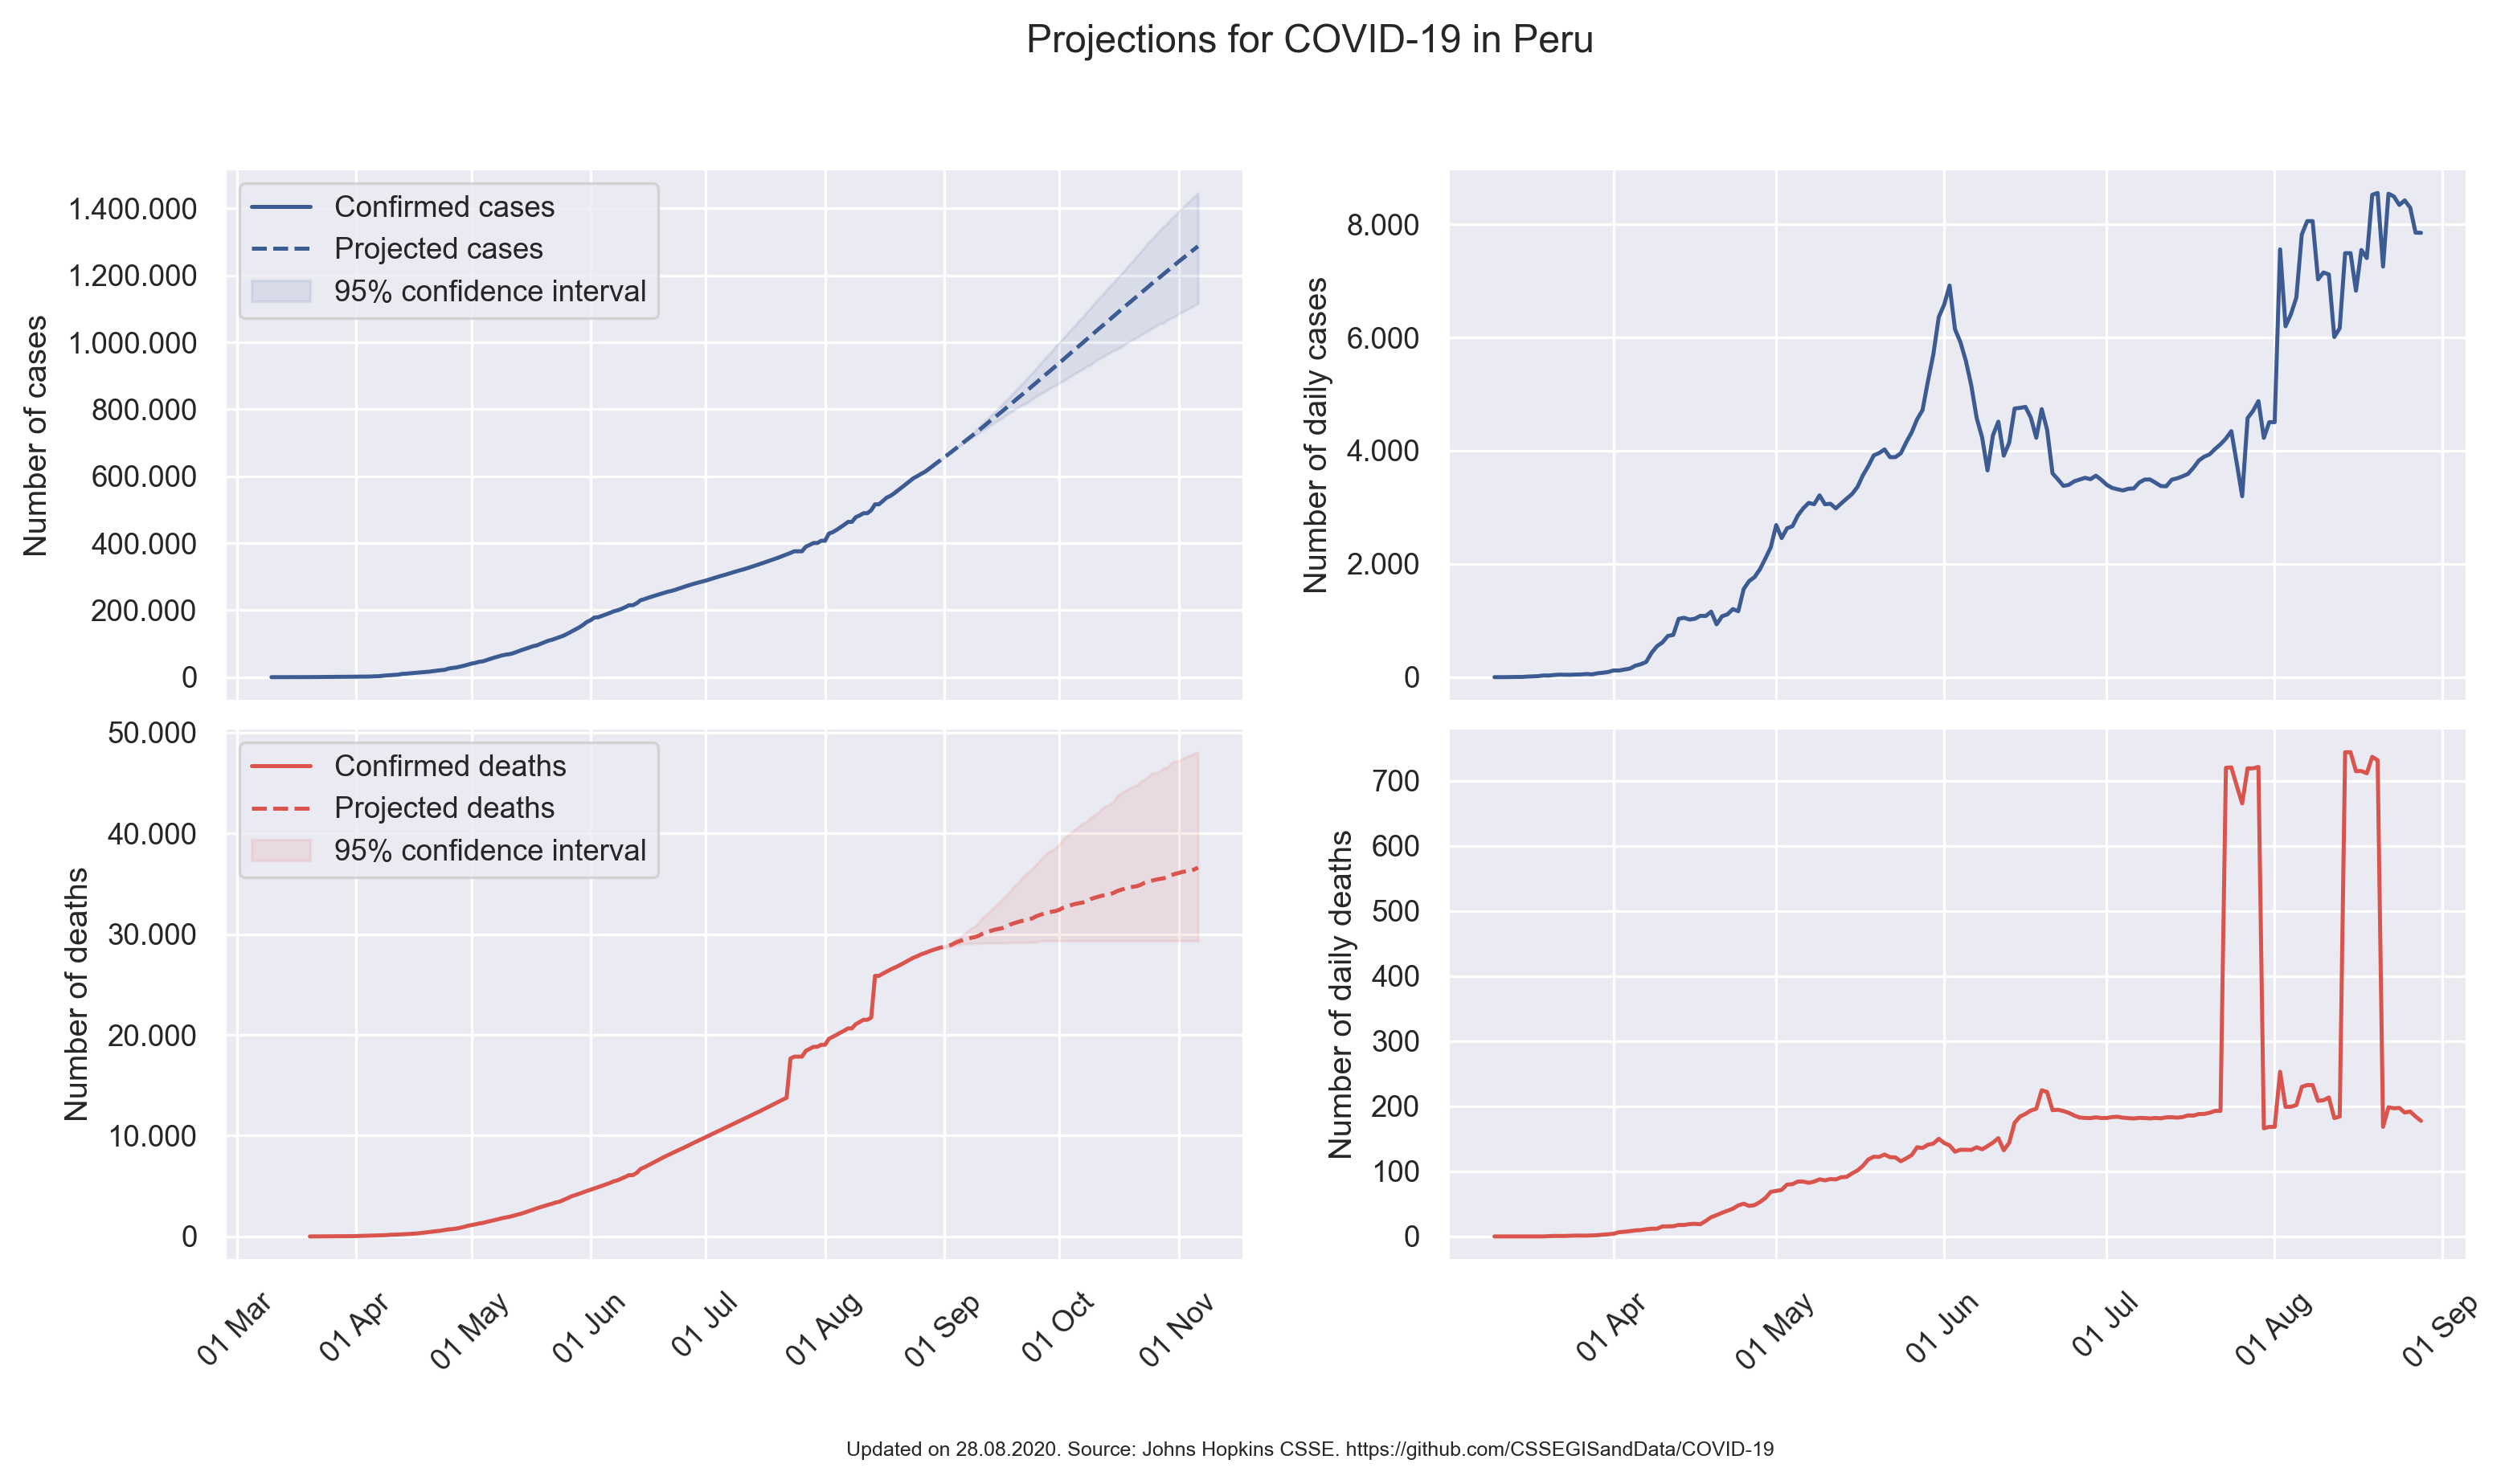 Projections for COVID-19 in Peru
Number of cases
1.400.000
1.200.000
1.000.000
800.000
600.000
400.000
200.000
0
Confirmed cases
Projected cases
95% confidence interval
Number of daily cases
8.000
6.000
4.000
2.000
0
Number of deaths
50.000
40.000
30.000
20.000
10.000
0
Confirmed deaths
Projected deaths
95% confidence interval
01 Mar
01 Apr
01 May
01 Jun
01 Jul
01 Aug
01 Sep
01 Oct
01 Nov
Number of daily deaths
700
600
500
400
300
200
100
0
01 Apr
01 May
01 Jun
01 Jul
01 Aug
01 Sep
Updated on 28.08.2020. Source: Johns Hopkins CSSE. https://github.com/CSSEGISandData/COVID-19